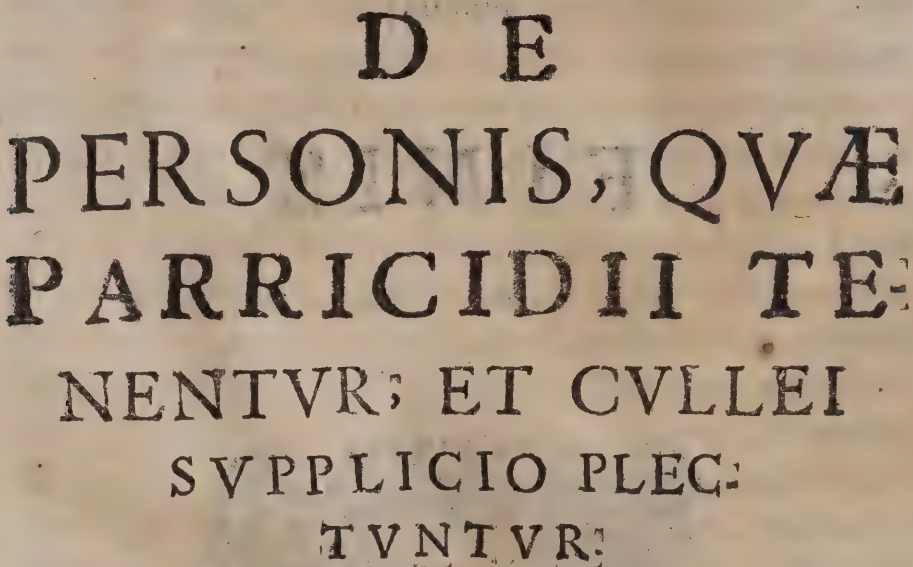 DE
PERSONIS, QVÆ
PARRICIDII TE-
NENTVR; ET CVLLEI
SVPPLICIO PLEC-
TVNTVR: